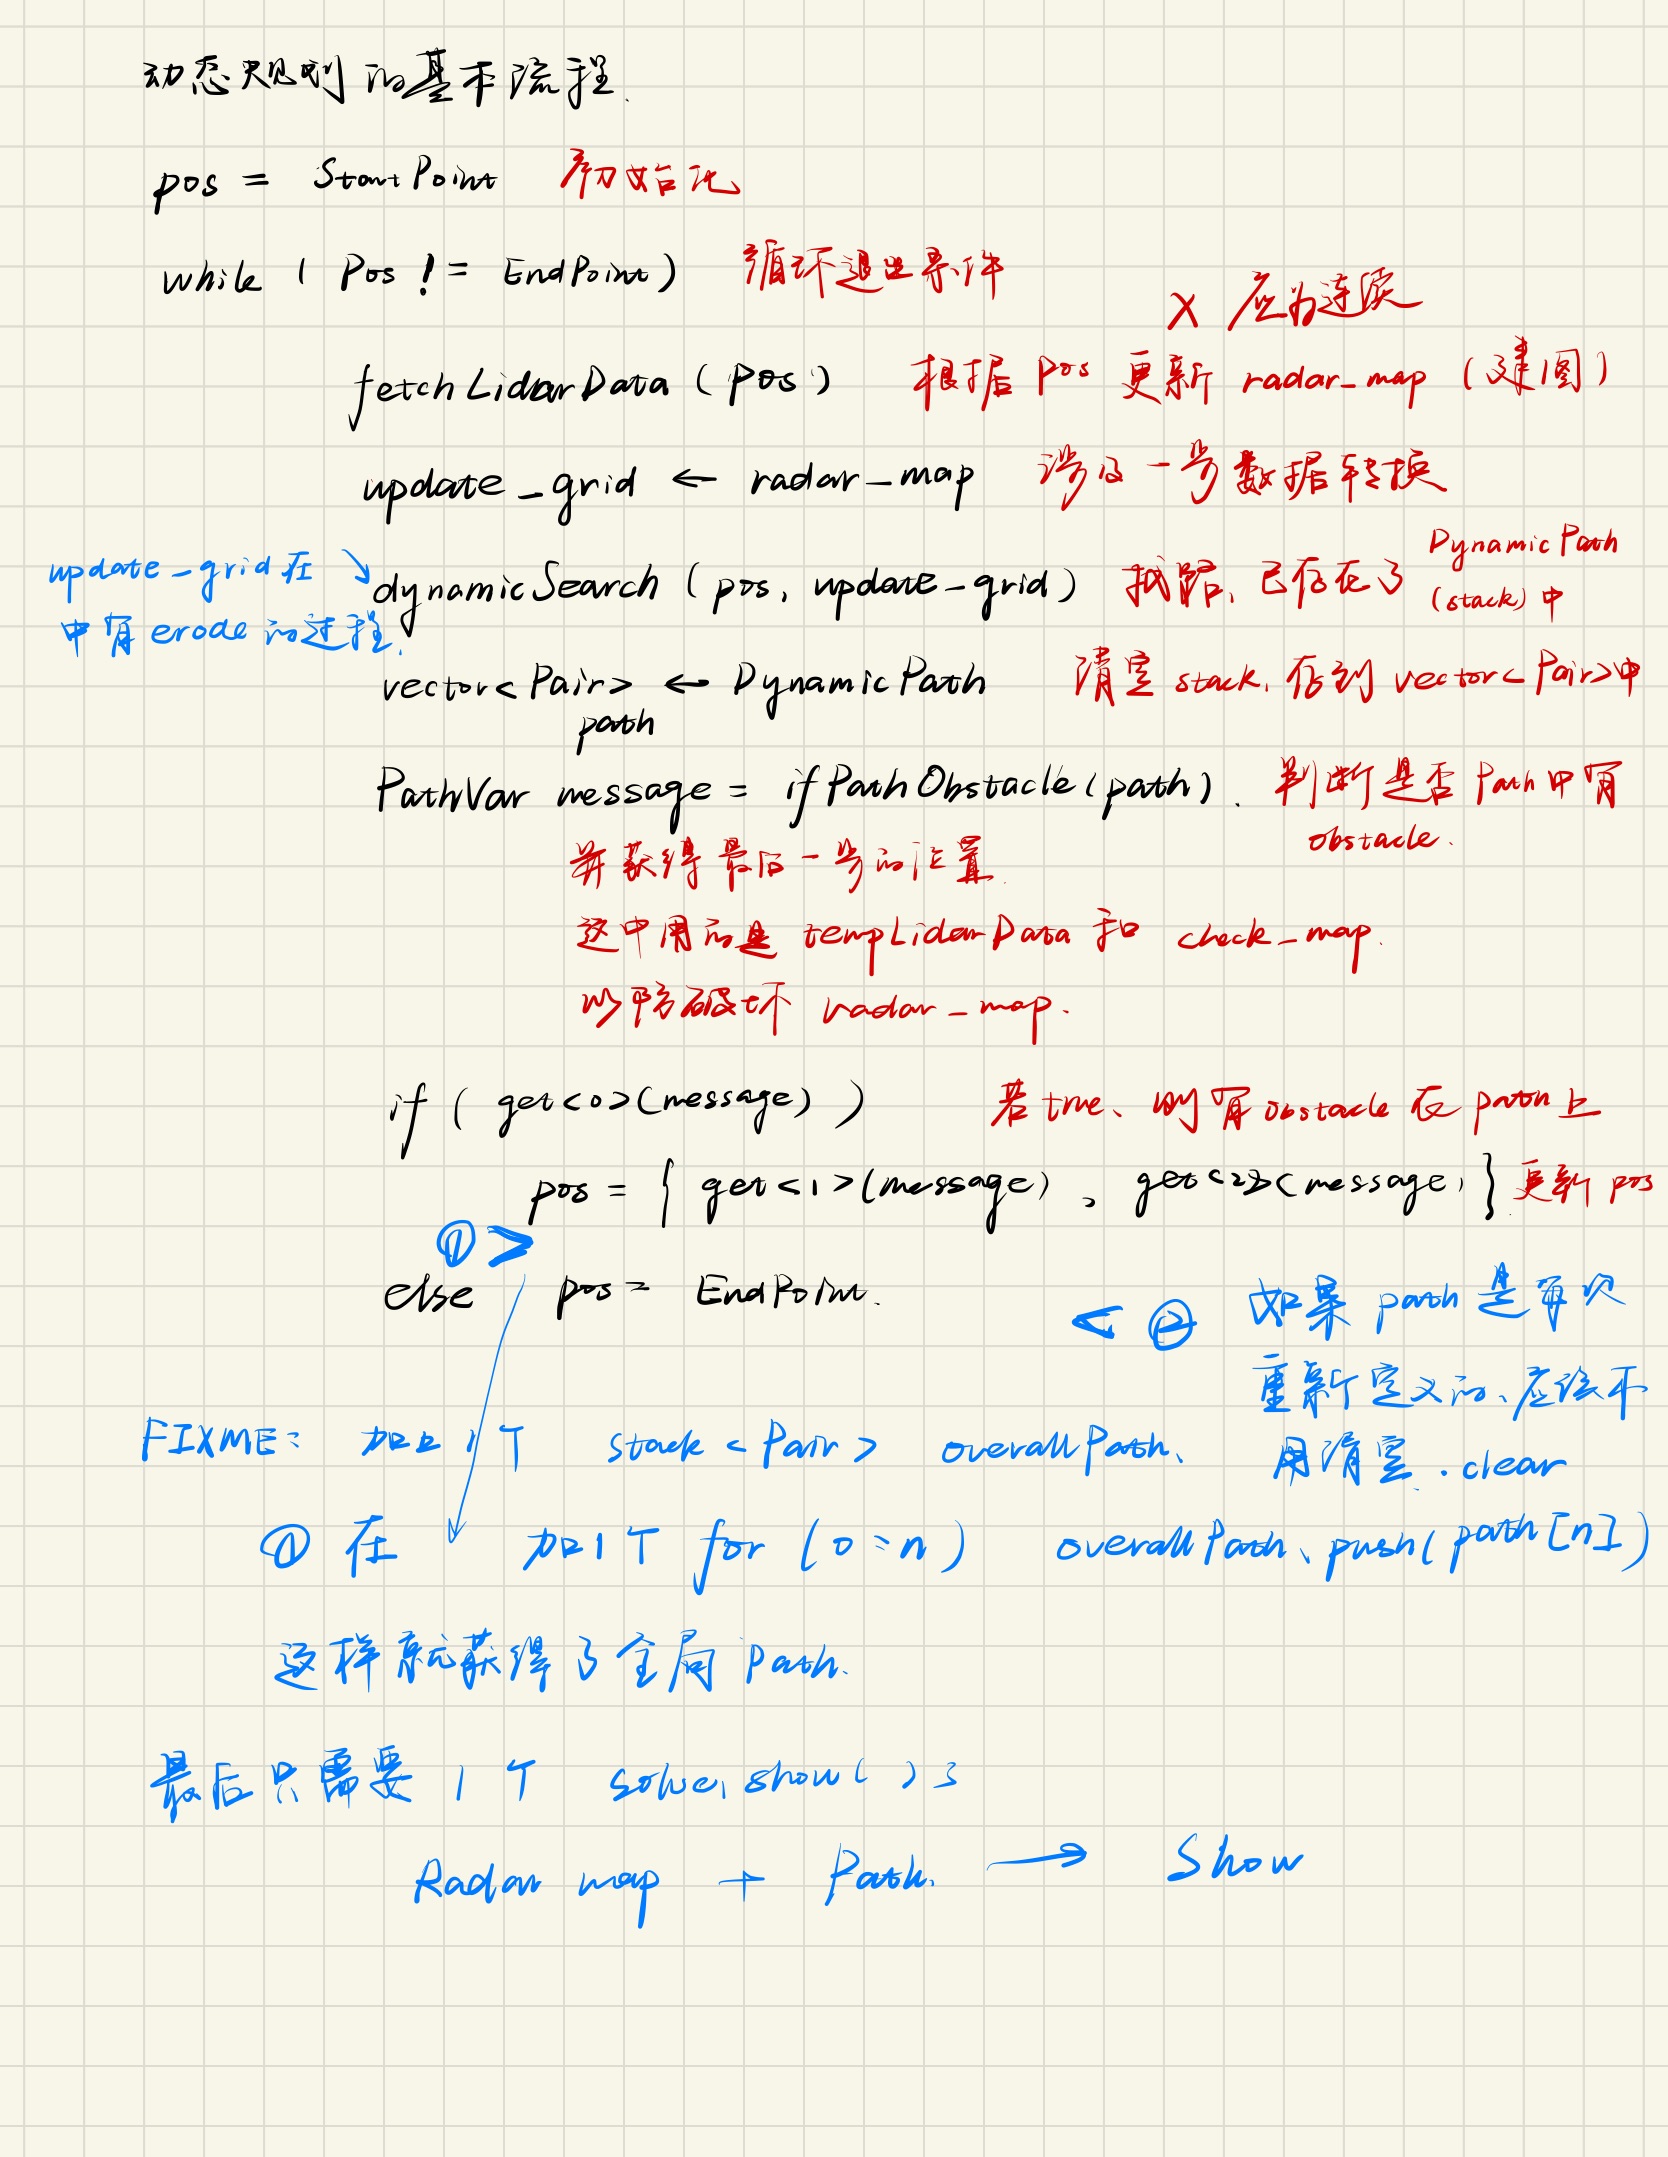 动态规划的基本流程.
pos = StartPoint 初始化
while ( Pos != EndPoint ) 循环退出条件
X 应为连续
fetchLidarData ( pos ) 根据 pos 更新 radar_map (建图)
update_grid ← radar_map 涉及一步数据转换
update_grid 在 ↘
中有 erode 的过程.
dynamicSearch ( pos, update_grid ) 找路, 已存在了 DynamicPath
(stack) 中
vector<Pair> ← DynamicPath 清空 stack, 存到 vector<Pair>中
path
PathVar message = ifPathObstacle(path). 判断是否 Path 中有
obstacle.
并获得最后一步的位置.
这中用的是 tempLidarData 和 check_map.
以防破坏 radar_map.
if ( get<0>(message) ) 若 true、则有 obstacle 在 path 上
pos = { get<1>(message) , get<2>(message) } 更新 pos
① >
else pos = EndPoint.
< ② 如果 path 是再次
重新定义的、应该不
用清空 .clear
FIXME: 加上 1个 stack < Pair > overallPath、
① 在 加1个 for (0:n) overallPath、push( path[n] )
这样就获得了全局 Path.
最后只需要 1 个 solve, show( ) 了
Radar map + Path. → Show